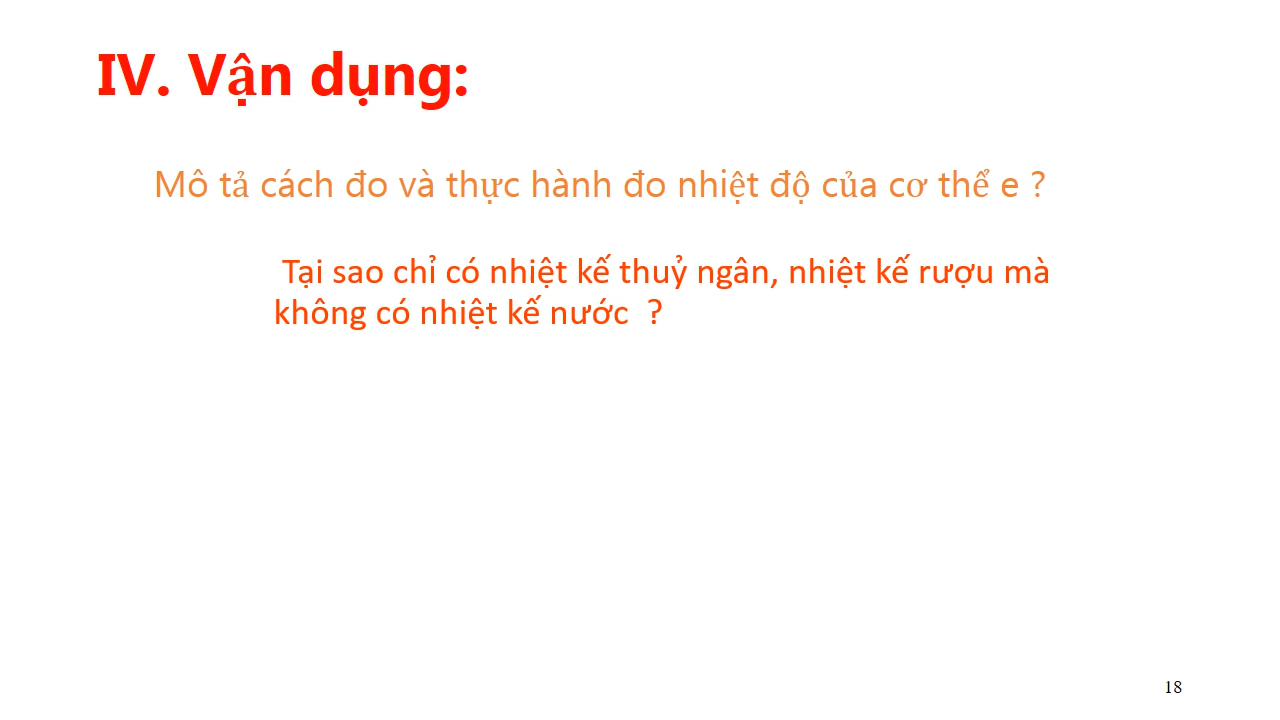 IV. Vận dụng:
Mô tả cách đo và thực hành đo nhiệt độ của cơ thể e ?
Tại sao chỉ có nhiệt kế thuỷ ngân, nhiệt kế rượu mà
không có nhiệt kế nước ?
18